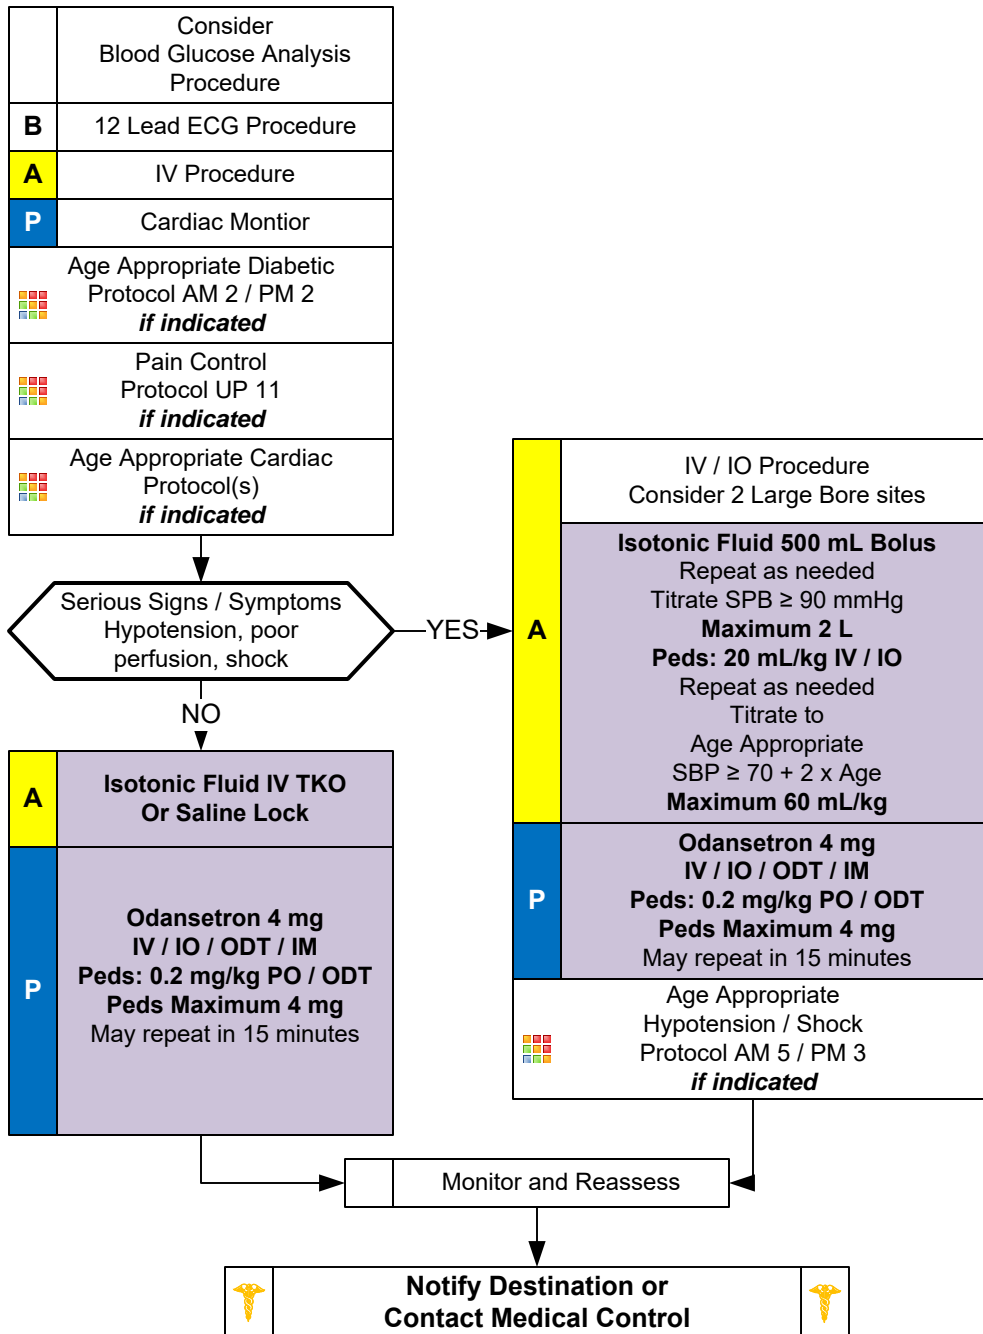 Consider
Blood Glucose Analysis
Procedure
B
12 Lead ECG Procedure
A
IV Procedure
P
Cardiac Montior
Age Appropriate Diabetic
Protocol AM 2 / PM 2
if indicated
Pain Control
Protocol UP 11
if indicated
Age Appropriate Cardiac
Protocol(s)
if indicated
Serious Signs / Symptoms
Hypotension, poor
perfusion, shock
YES
NO
A
IV / IO Procedure
Consider 2 Large Bore sites
Isotonic Fluid 500 mL Bolus
Repeat as needed
Titrate SPB ≥ 90 mmHg
Maximum 2 L
Peds: 20 mL/kg IV / IO
Repeat as needed
Titrate to
Age Appropriate
SBP ≥ 70 + 2 x Age
Maximum 60 mL/kg
P
Odansetron 4 mg
IV / IO / ODT / IM
Peds: 0.2 mg/kg PO / ODT
Peds Maximum 4 mg
May repeat in 15 minutes
Age Appropriate
Hypotension / Shock
Protocol AM 5 / PM 3
if indicated
A
Isotonic Fluid IV TKO
Or Saline Lock
P
Odansetron 4 mg
IV / IO / ODT / IM
Peds: 0.2 mg/kg PO / ODT
Peds Maximum 4 mg
May repeat in 15 minutes
Monitor and Reassess
Notify Destination or
Contact Medical Control